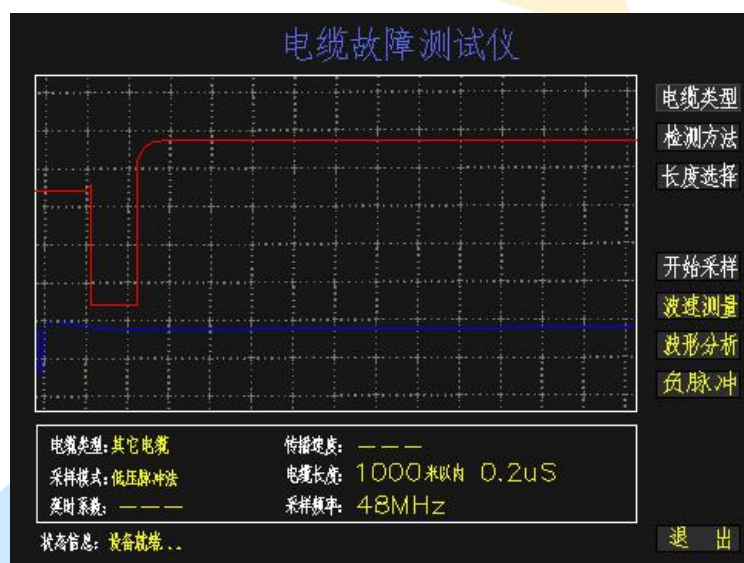 电缆故障测试仪
电缆类型
检测方法
长度选择
开始采样
波速测量
波形分析
负脉冲
电缆类型:其它电缆
传播速度: ———
采样模式:低压脉冲法
电缆长度: 1000米以内 0.2uS
延时系数: ———
采样频率: 48MHz
状态信息: 设备就绪...
退 出